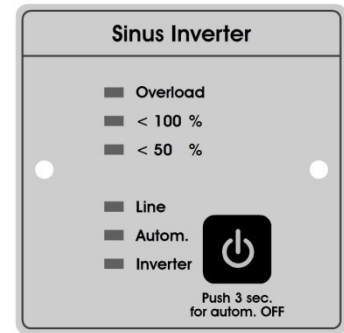 Sinus Inverter
Overload
< 100 %
< 50 %
Line
Autom.
Inverter
Push 3 sec.
for autom. OFF